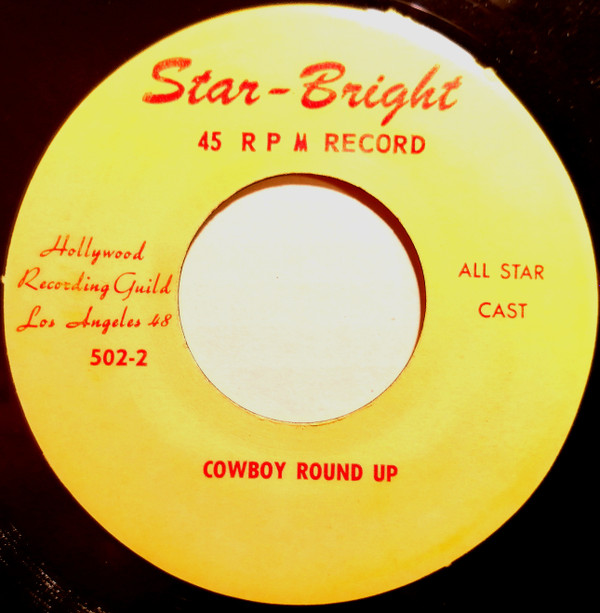 Star-Bright
45 R P M RECORD
Hollywood
Recording Guild
Los Angeles 48
502-2
ALL STAR
CAST
COWBOY ROUND UP